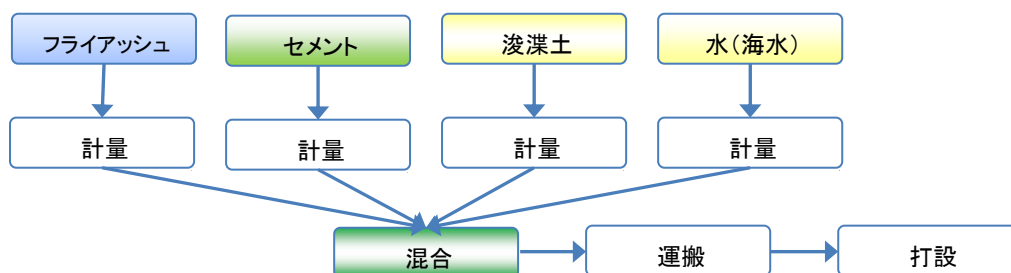 フライアッシュ
セメント
浚渫土
水(海水)
計量
計量
計量
計量
混合
運搬
打設